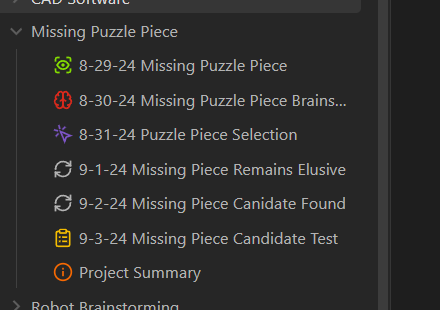 CAD Software
Missing Puzzle Piece
8-29-24 Missing Puzzle Piece
8-30-24 Missing Puzzle Piece Brains...
8-31-24 Puzzle Piece Selection
9-1-24 Missing Piece Remains Elusive
9-2-24 Missing Piece Canidate Found
9-3-24 Missing Piece Candidate Test
Project Summary
Robot Brainstorming